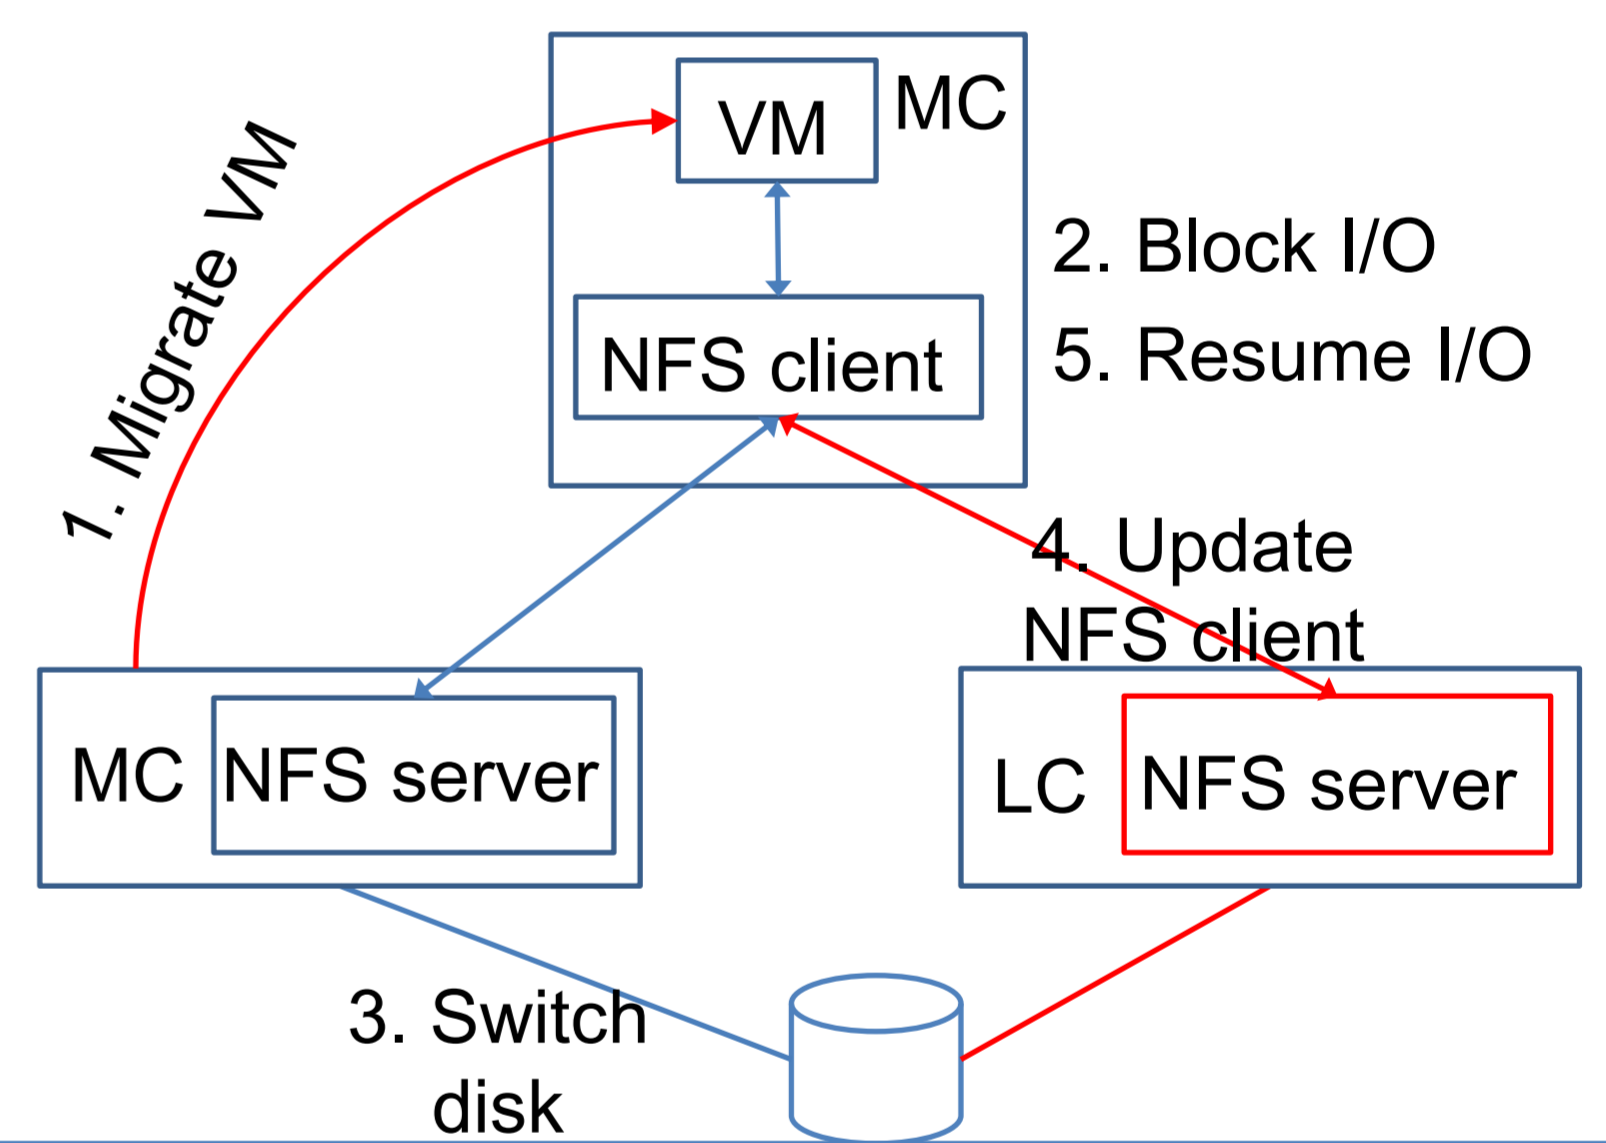 VM
MC
1. Migrate VM
2. Block I/O
NFS client
5. Resume I/O
4. Update
NFS client
MC
NFS server
LC
NFS server
3. Switch
disk